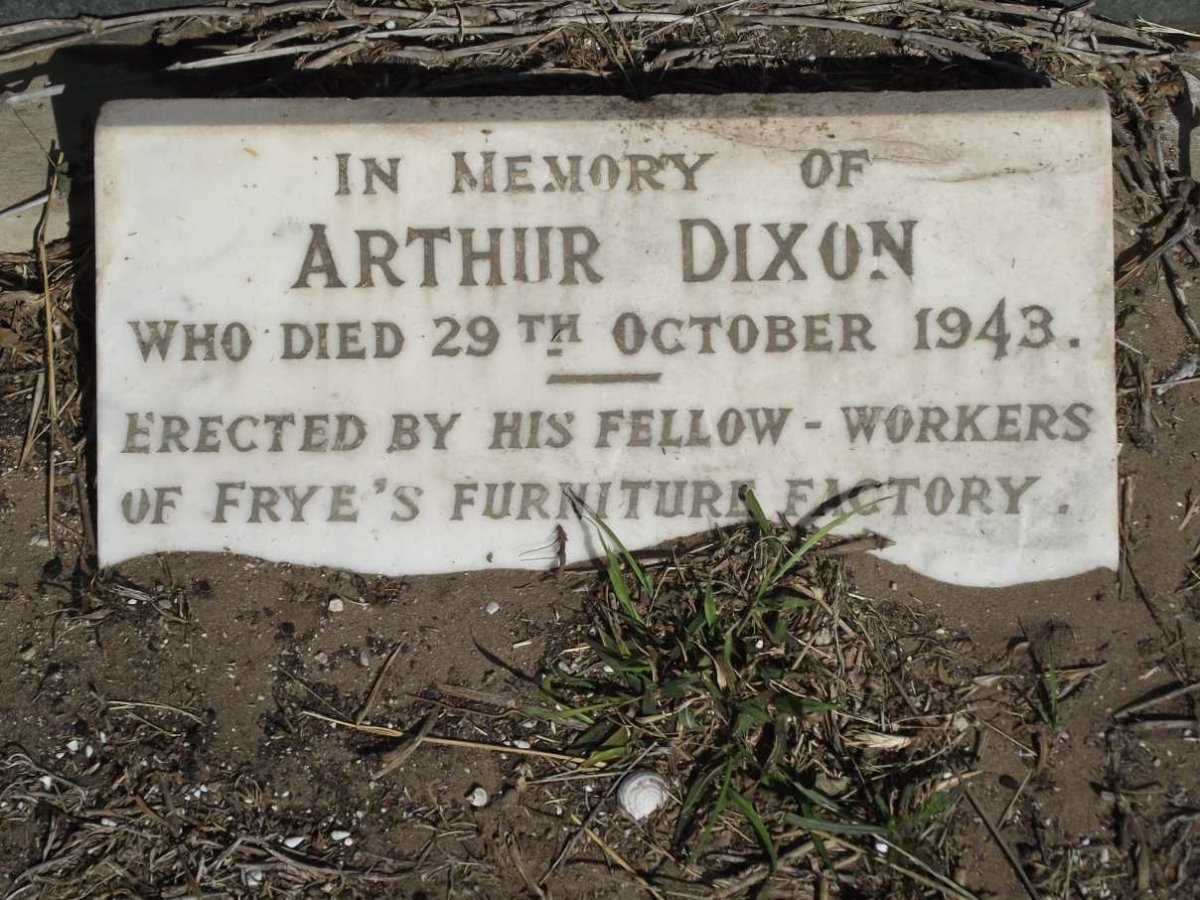 In Memory of
Arthur Dixon
Who died 29th October 1943.
Erected by his fellow-workers
of Frye's furniture factory.